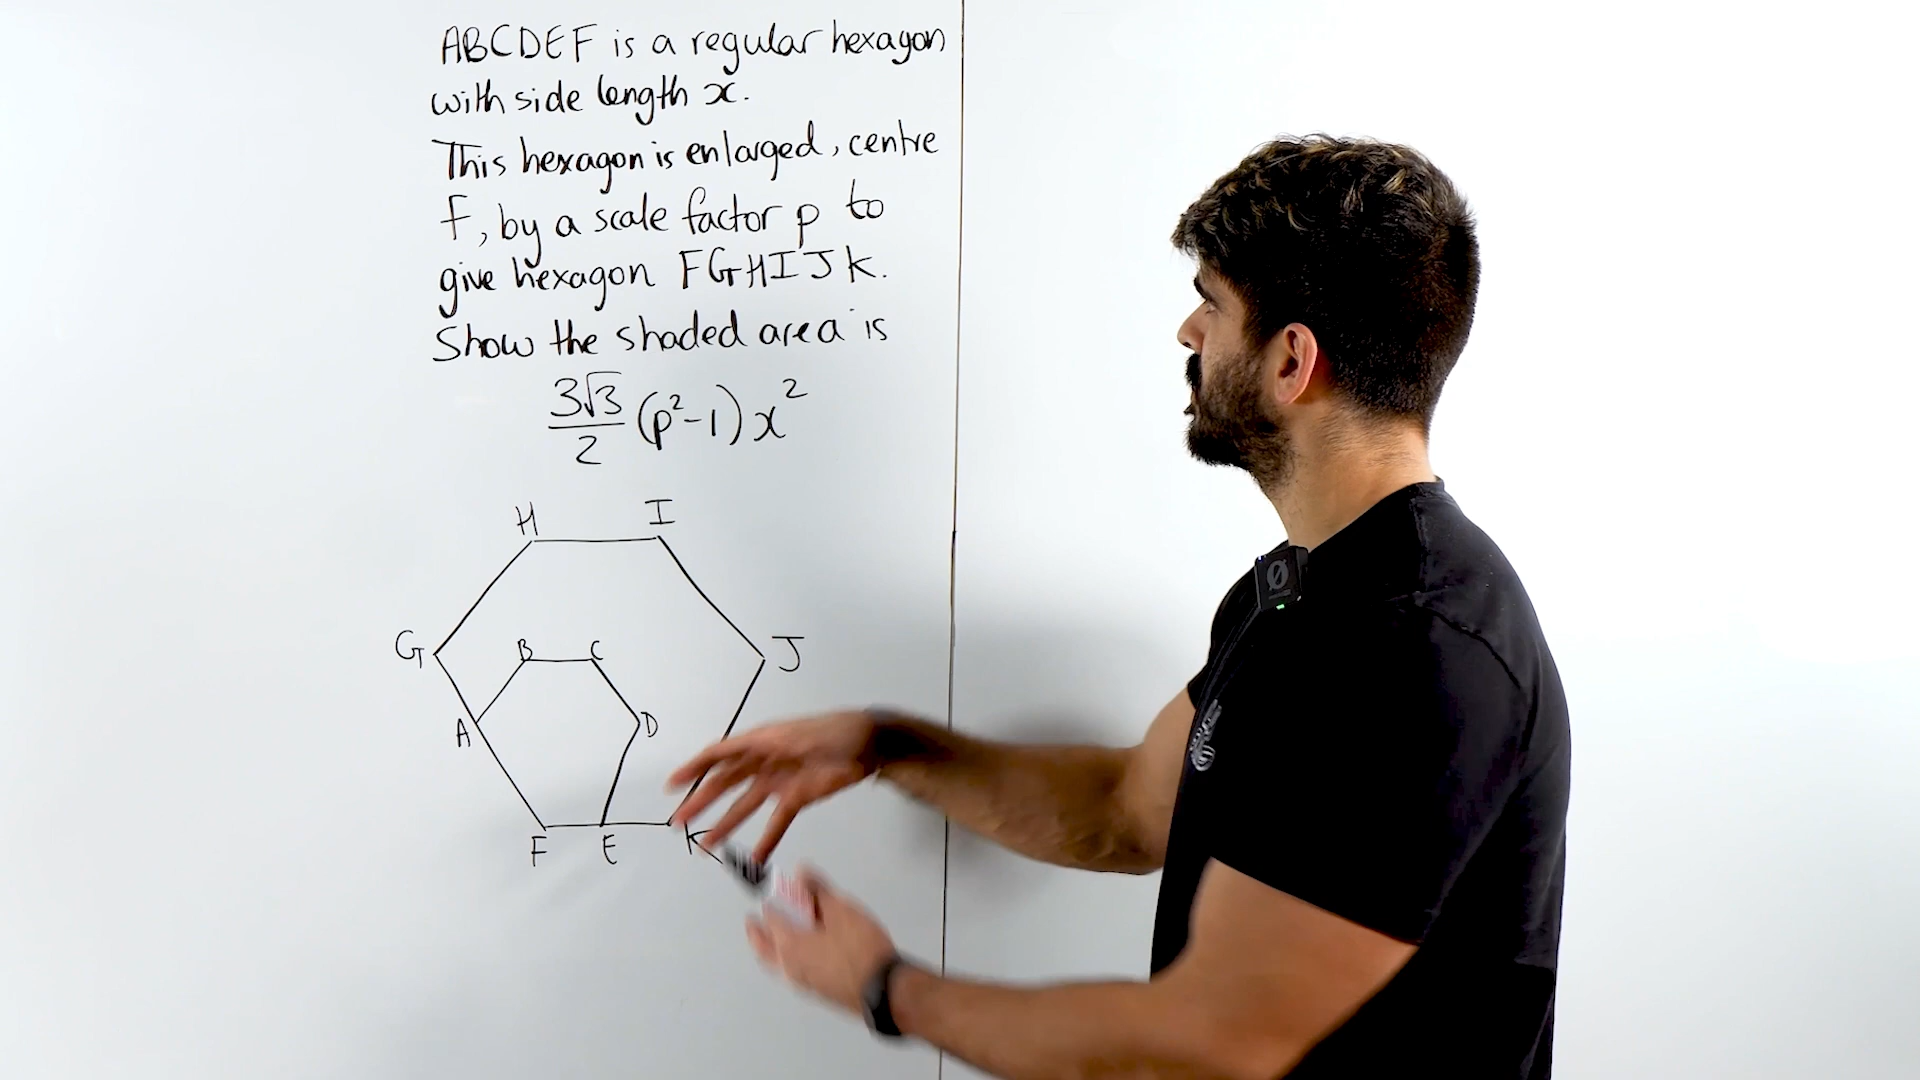 ABCDEF is a regular hexagon
with side length x.
This hexagon is enlarged, centre
F, by a scale factor p to
give hexagon FGHIJK.
Show the shaded area is
3√3/2 (p²-1) x²
H I
G B C J
A D
F E K